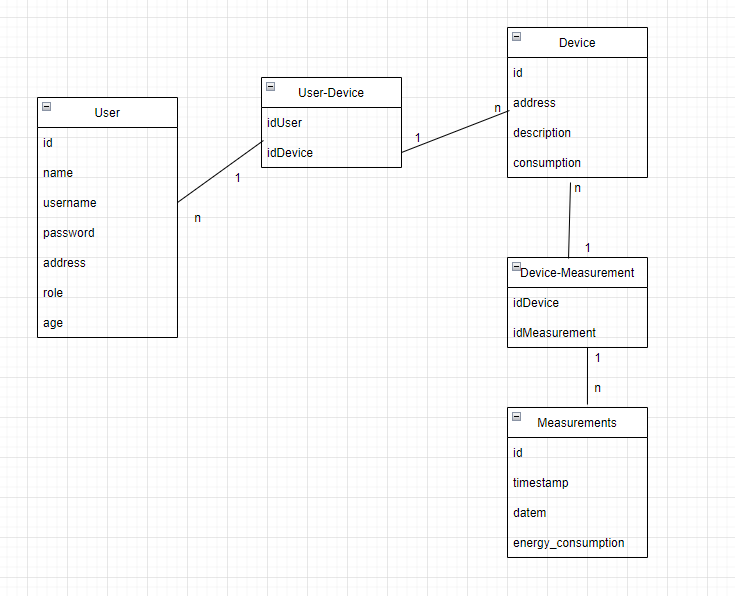 User
id
name
username
password
address
role
age
1
n
User-Device
idUser
idDevice
1
n
Device
id
address
description
consumption
n
1
Device-Measurement
idDevice
idMeasurement
1
n
Measurements
id
timestamp
datem
energy_consumption